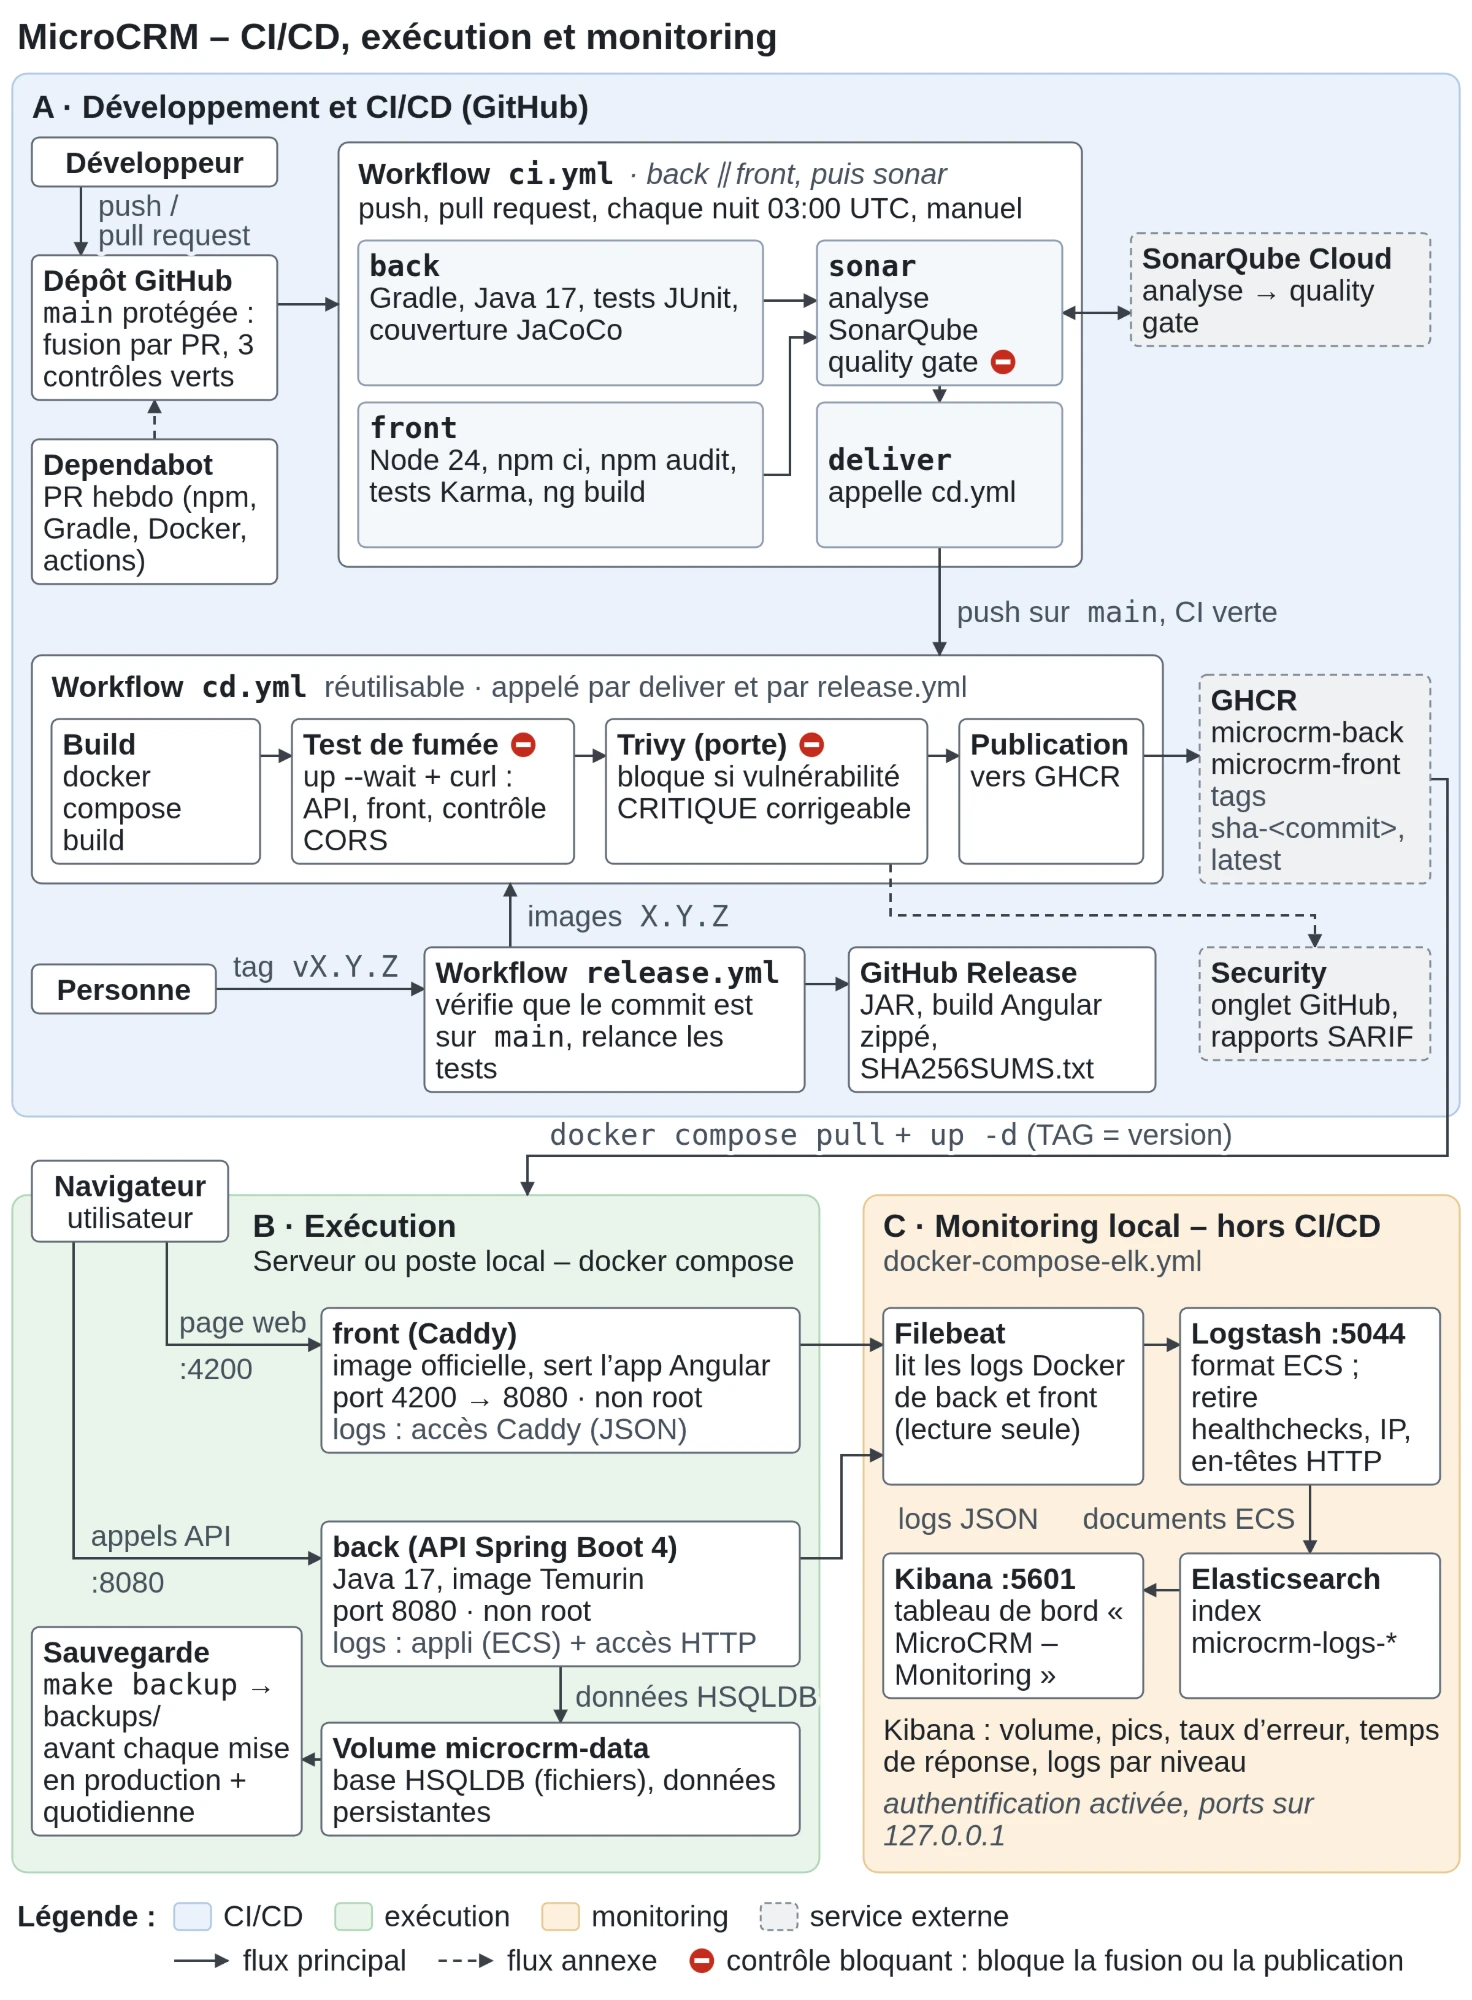 MicroCRM – CI/CD, exécution et monitoring
A · Développement et CI/CD (GitHub)
Développeur
push /
pull request
Dépôt GitHub
main protégée :
fusion par PR, 3
contrôles verts
Dependabot
PR hebdo (npm,
Gradle, Docker,
actions)
Workflow ci.yml · back ∥ front, puis sonar
push, pull request, chaque nuit 03:00 UTC, manuel
back
Gradle, Java 17, tests JUnit,
couverture JaCoCo
front
Node 24, npm ci, npm audit,
tests Karma, ng build
sonar
analyse
SonarQube
quality gate
deliver
appelle cd.yml
SonarQube Cloud
analyse → quality
gate
push sur main, CI verte
Workflow cd.yml réutilisable · appelé par deliver et par release.yml
Build
docker
compose
build
Test de fumée
up --wait + curl :
API, front, contrôle
CORS
Trivy (porte)
bloque si vulnérabilité
CRITIQUE corrigeable
Publication
vers GHCR
GHCR
microcrm-back
microcrm-front
tags
sha-<commit>,
latest
images X.Y.Z
Personne
tag vX.Y.Z
Workflow release.yml
vérifie que le commit est
sur main, relance les
tests
GitHub Release
JAR, build Angular
zippé,
SHA256SUMS.txt
Security
onglet GitHub,
rapports SARIF
docker compose pull + up -d (TAG = version)
Navigateur
utilisateur
B · Exécution
Serveur ou poste local – docker compose
page web
:4200
front (Caddy)
image officielle, sert l’app Angular
port 4200 → 8080 · non root
logs : accès Caddy (JSON)
appels API
:8080
back (API Spring Boot 4)
Java 17, image Temurin
port 8080 · non root
logs : appli (ECS) + accès HTTP
données HSQLDB
Sauvegarde
make backup →
backups/
avant chaque mise
en production +
quotidienne
Volume microcrm-data
base HSQLDB (fichiers), données
persistantes
C · Monitoring local – hors CI/CD
docker-compose-elk.yml
Filebeat
lit les logs Docker
de back et front
(lecture seule)
Logstash :5044
format ECS ;
retire
healthchecks, IP,
en-têtes HTTP
logs JSON
documents ECS
Kibana :5601
tableau de bord «
MicroCRM –
Monitoring »
Elasticsearch
index
microcrm-logs-*
Kibana : volume, pics, taux d’erreur, temps
de réponse, logs par niveau
authentification activée, ports sur
127.0.0.1
Légende : CI/CD exécution monitoring service externe
flux principal flux annexe contrôle bloquant : bloque la fusion ou la publication